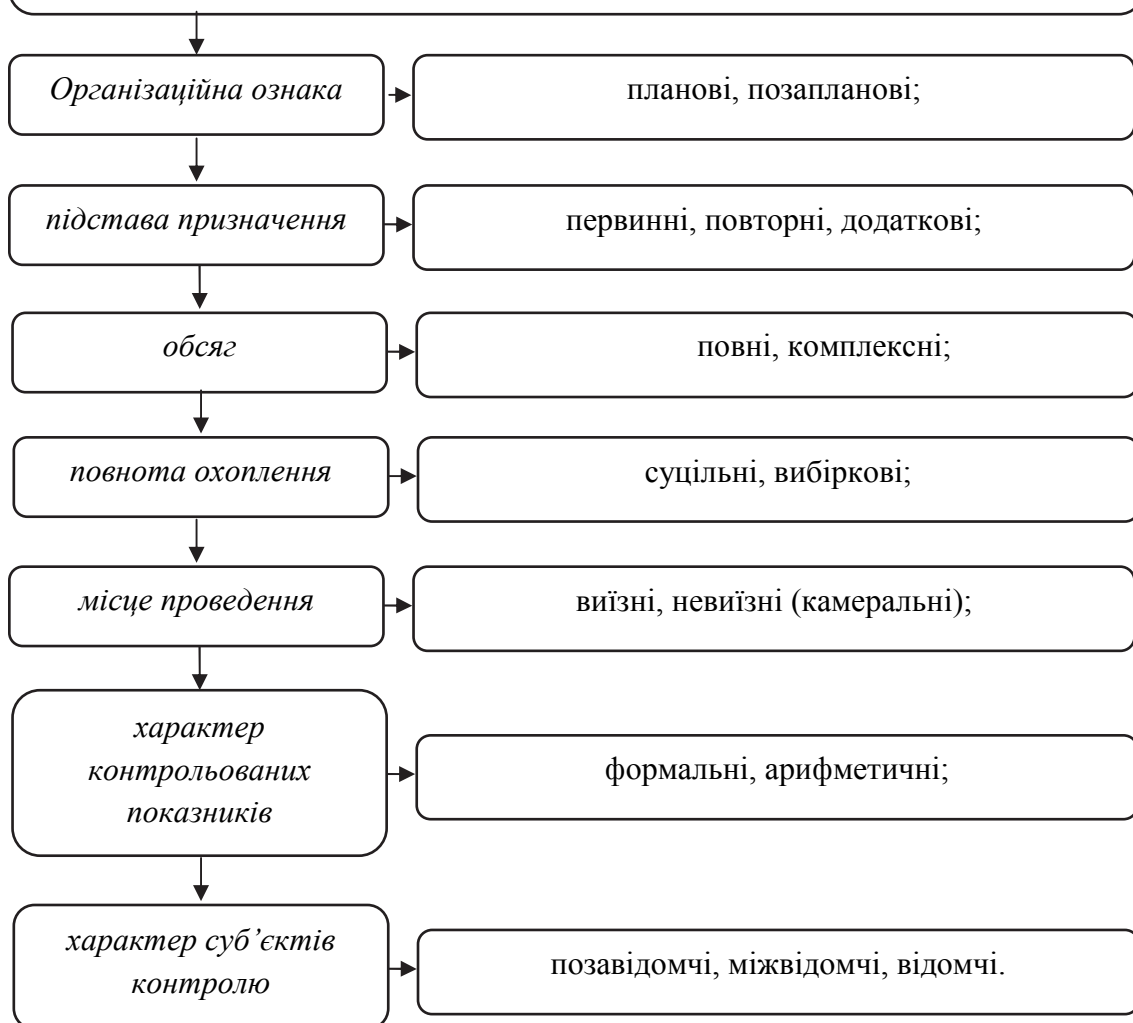 Організаційна ознака
планові, позапланові;
підстава призначення
первинні, повторні, додаткові;
обсяг
повні, комплексні;
повнота охоплення
суцільні, вибіркові;
місце проведення
виїзні, невиїзні (камеральні);
характер
контрольованих
показників
формальні, арифметичні;
характер суб’єктів
контролю
позавідомчі, міжвідомчі, відомчі.